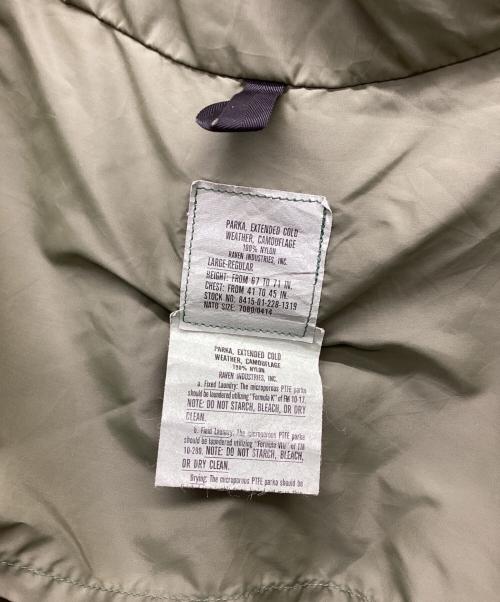 PARKA, EXTENDED COLD
WEATHER, CAMOUFLAGE
100% NYLON
RAVEN INDUSTRIES, INC.
LARGE-REGULAR
HEIGHT: FROM 67 TO 71 IN.
CHEST: FROM 41 TO 45 IN.
STOCK NO: 8415-01-228-1319
NATO SIZE: 7080/0414
PARKA, EXTENDED COLD
WEATHER, CAMOUFLAGE
100% NYLON
RAVEN INDUSTRIES, INC.
a. Fixed Laundry: The microporous PTFE parka
should be laundered utilizing "Formula K" of FM 10-17.
NOTE: DO NOT STARCH, BLEACH, OR DRY
CLEAN.
b. Field Laundry: The microporous PTFE parka
should be laundered utilizing "Formula VIII" of TM
10-280. NOTE: DO NOT STARCH, BLEACH,
OR DRY CLEAN.
Drying: The microporous PTFE parka should be